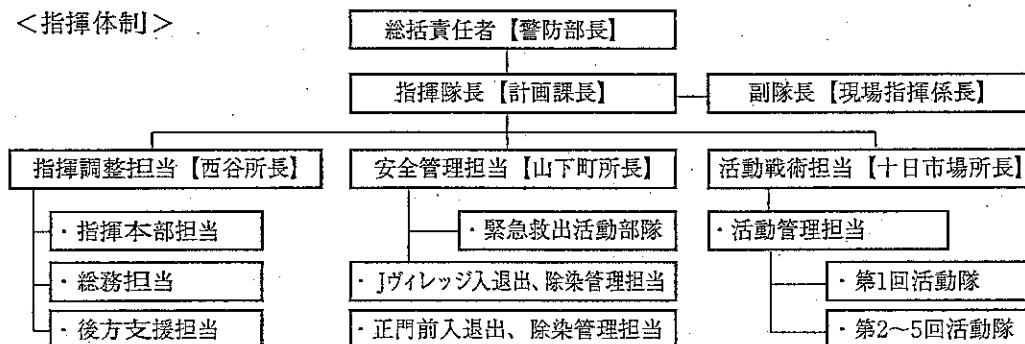 ＜指揮体制＞
総括責任者【警防部長】
指揮隊長【計画課長】
副隊長【現場指揮係長】
指揮調整担当【西谷所長】
安全管理担当【山下町所長】
活動戦術担当【十日市場所長】
・指揮本部担当
・総務担当
・後方支援担当
・緊急救出活動部隊
・Jヴィレッジ入退出、除染管理担当
・正門前入退出、除染管理担当
・活動管理担当
・第1回活動隊
・第2～5回活動隊